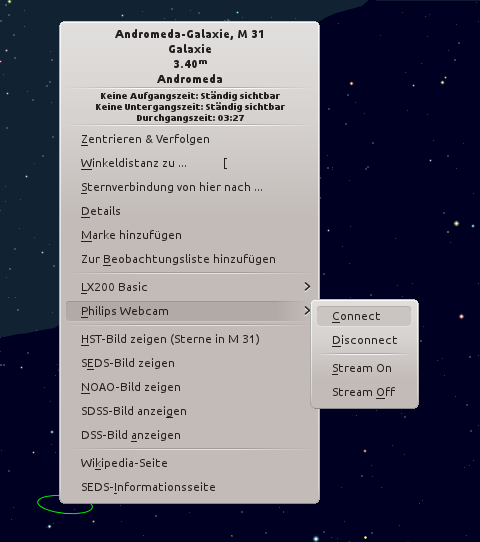 Andromeda-Galaxie, M 31
Galaxie
3.40ᵐ
Andromeda
Keine Aufgangszeit: Ständig sichtbar
Keine Untergangszeit: Ständig sichtbar
Durchgangszeit: 03:27
Zentrieren & Verfolgen
Winkeldistanz zu ... [
Sternverbindung von hier nach ...
Details
Marke hinzufügen
Zur Beobachtungsliste hinzufügen
LX200 Basic
Philips Webcam
Connect
Disconnect
Stream On
Stream Off
HST-Bild zeigen (Sterne in M 31)
SEDS-Bild zeigen
NOAO-Bild zeigen
SDSS-Bild anzeigen
DSS-Bild anzeigen
Wikipedia-Seite
SEDS-Informationsseite